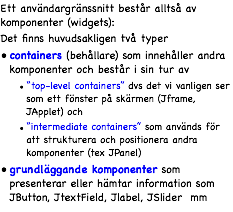 Ett användargränssnitt består alltså av
komponenter (widgets):
Det finns huvudsakligen två typer
• containers (behållare) som innehåller andra
komponenter och består i sin tur av
• "top-level containers" dvs det vi vanligen ser
som ett fönster på skärmen (Jframe,
JApplet) och
• "intermediate containers" som används för
att strukturera och positionera andra
komponenter (tex JPanel)
• grundläggande komponenter som
presenterar eller hämtar information som
JButton, JtextField, Jlabel, JSlider mm